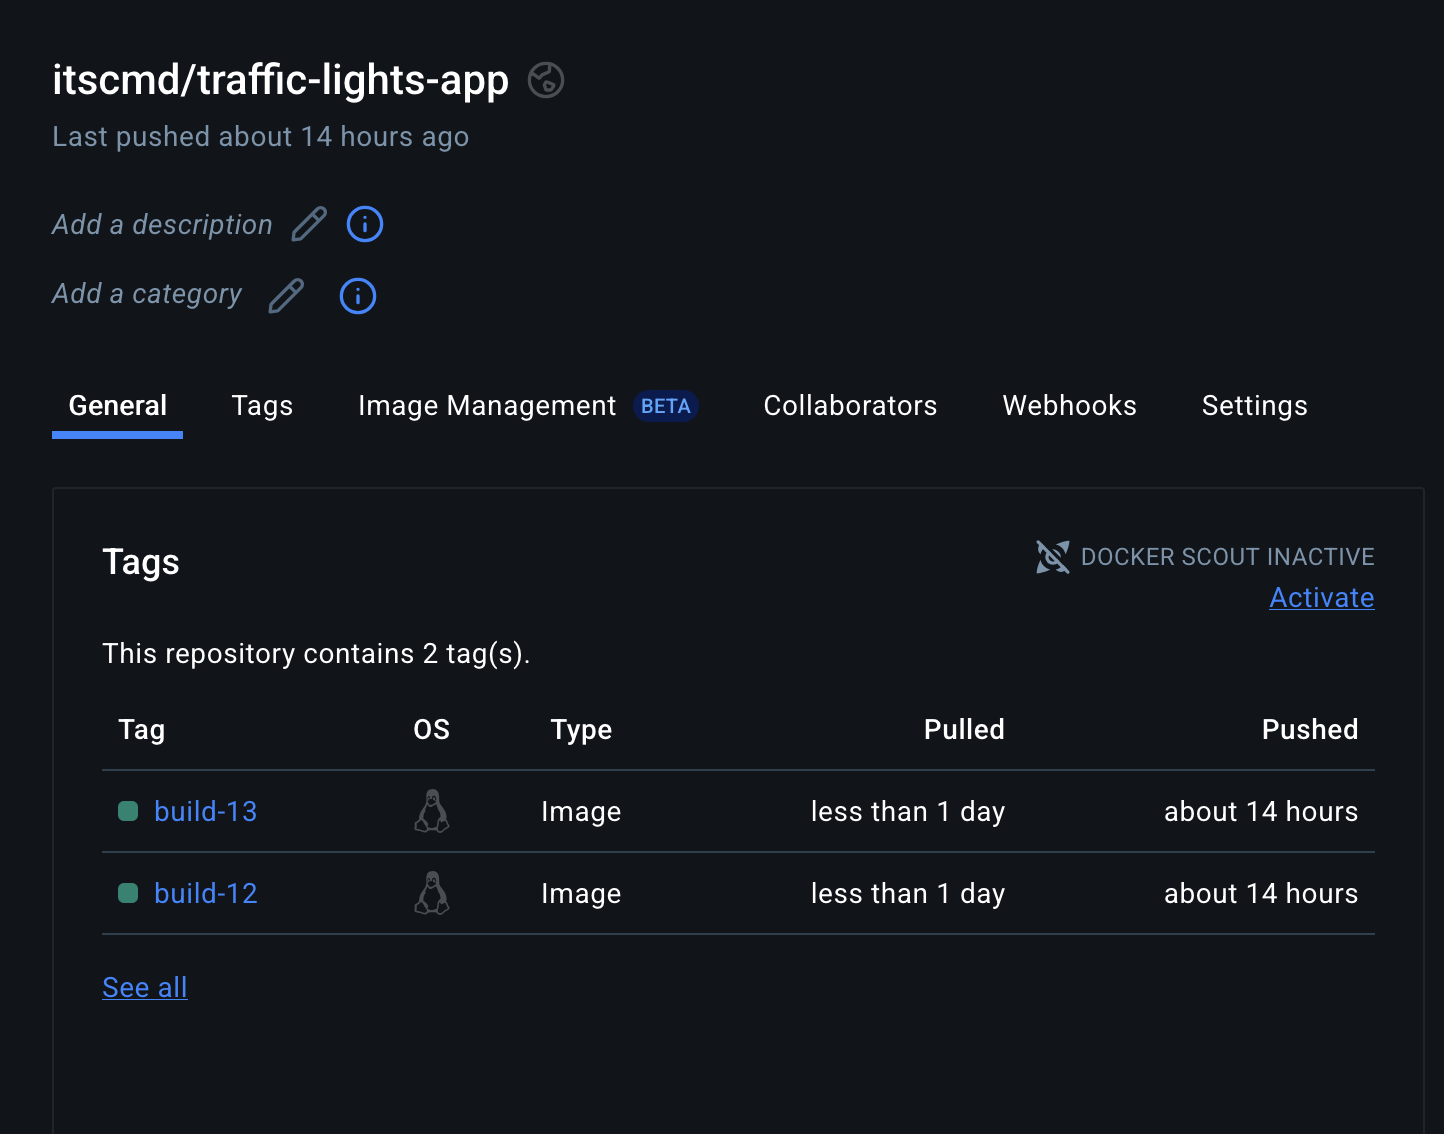 itscmd/traffic-lights-app
Last pushed about 14 hours ago
Add a description
Add a category
General Tags Image Management BETA Collaborators Webhooks Settings
Tags
DOCKER SCOUT INACTIVE
Activate
This repository contains 2 tag(s).
Tag OS Type Pulled Pushed
build-13 Image less than 1 day about 14 hours
build-12 Image less than 1 day about 14 hours
See all